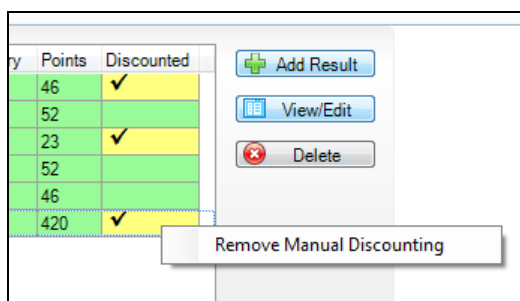 ry Points Discounted
46 ✓
52
23 ✓
52
46
420 ✓
Add Result
View/Edit
Delete
Remove Manual Discounting